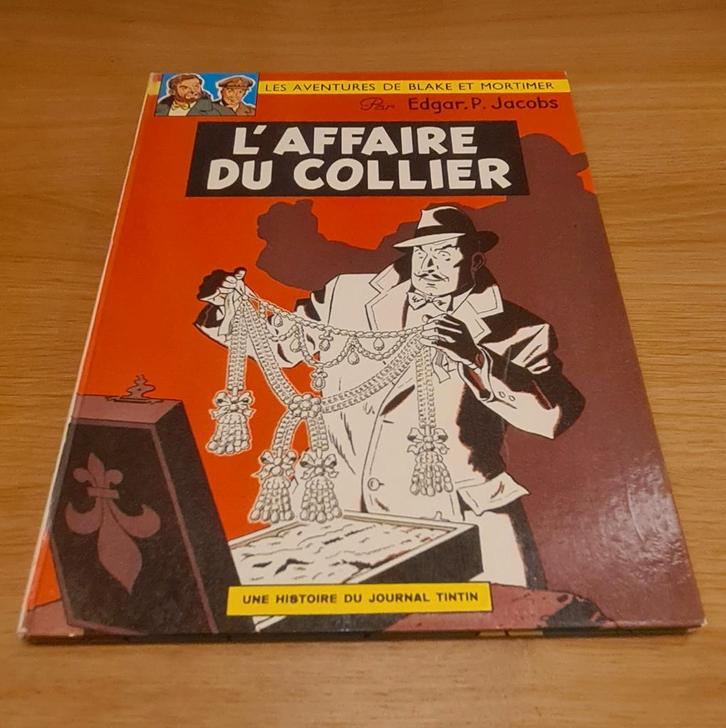 LES AVENTURES DE BLAKE ET MORTIMER
Par Edgar. P. Jacobs
L'AFFAIRE
DU COLLIER
UNE HISTOIRE DU JOURNAL TINTIN